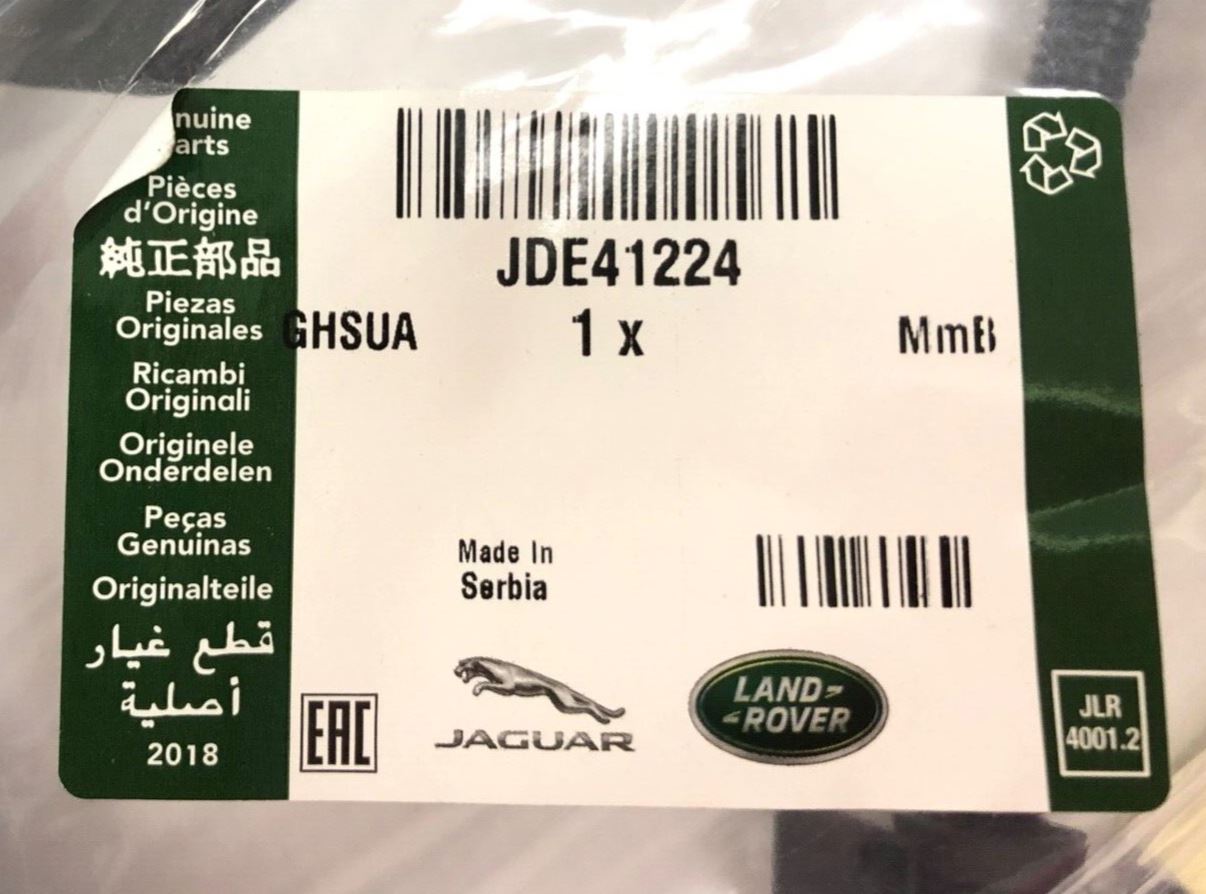 nuine
arts
Pièces
d'Origine
純正部品
Piezas
Originales
Ricambi
Originali
Originele
Onderdelen
Peças
Genuinas
Originalteile
قطع غيار
أصلية
2018
JDE41224
GHSUA 1 x MmB
Made In
Serbia
EAC
JAGUAR
LAND-
-ROVER
JLR
4001.2